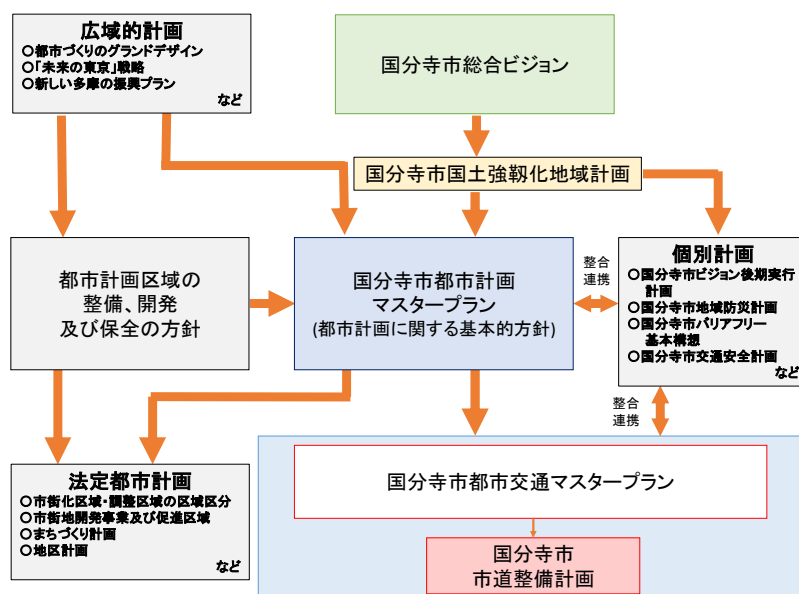 広域的計画
○都市づくりのグランドデザイン
○「未来の東京」戦略
○新しい多摩の振興プラン
など
国分寺市総合ビジョン
国分寺市国土強靱化地域計画
都市計画区域の
整備、開発
及び保全の方針
国分寺市都市計画
マスタープラン
(都市計画に関する基本的方針)
整合
連携
個別計画
○国分寺市ビジョン後期実行
計画
○国分寺市地域防災計画
○国分寺市バリアフリー
基本構想
○国分寺市交通安全計画
など
整合
連携
法定都市計画
○市街化区域・調整区域の区域区分
○市街地開発事業及び促進区域
○まちづくり計画
○地区計画
など
国分寺市都市交通マスタープラン
国分寺市
市道整備計画